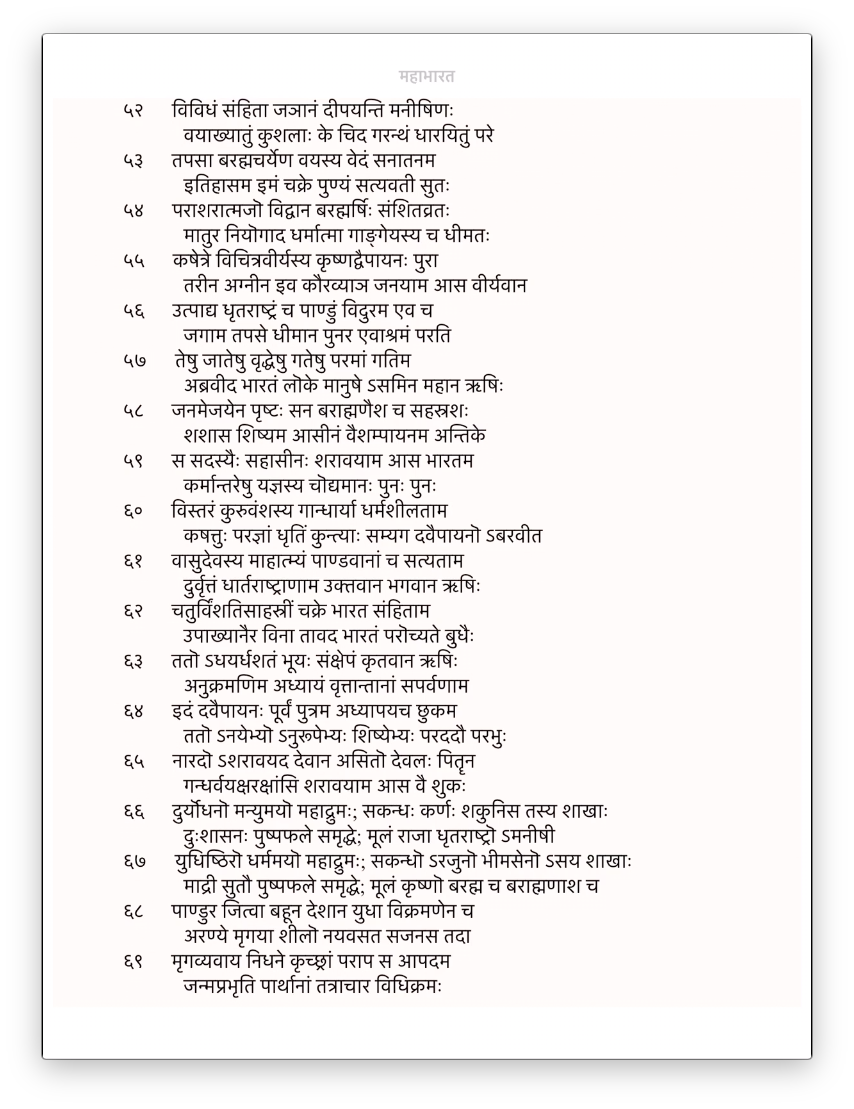 महाभारत
५२ विविधं संहिता जञानं दीपयन्ति मनीषिणः
वयाख्यातुं कुशलाः के चिद गरन्थं धारयितुं परे
५३ तपसा बरह्मचर्येण वयस्य वेदं सनातनम
इतिहासम इमं चक्रे पुण्यं सत्यवती सुतः
५४ पराशरात्मजॊ विद्वान बरह्मर्षिः संशितव्रतः
मातुर नियॊगाद धर्मात्मा गाङ्गेयस्य च धीमतः
५५ कषेत्रे विचित्रवीर्यस्य कृष्णद्वैपायनः पुरा
तरीन अग्नीन इव कौरव्याञ जनयाम आस वीर्यवान
५६ उत्पाद्य धृतराष्ट्रं च पाण्डुं विदुरम एव च
जगाम तपसे धीमान पुनर एवाश्रमं परति
५७ तेषु जातेषु वृद्धेषु गतेषु परमां गतिम
अब्रवीद भारतं लॊके मानुषे ऽसमिन महान ऋषिः
५८ जनमेजयेन पृष्टः सन बराह्मणैश च सहस्रशः
शशास शिष्यम आसीनं वैशम्पायनम अन्तिके
५९ स सदस्यैः सहासीनः शरावयाम आस भारतम
कर्मान्तरेषु यज्ञस्य चॊद्यमानः पुनः पुनः
६० विस्तरं कुरुवंशस्य गान्धार्या धर्मशीलताम
कषत्तुः परज्ञां धृतिं कुन्त्याः सम्यग दवैपायनॊ ऽबरवीत
६१ वासुदेवस्य माहात्म्यं पाण्डवानां च सत्यताम
दुर्वृत्तं धार्तराष्ट्राणाम उक्तवान भगवान ऋषिः
६२ चतुर्विंशतिसाहस्रीं चक्रे भारत संहिताम
उपाख्यानैर विना तावद भारतं परॊच्यते बुधैः
६३ ततॊ ऽधयर्धशतं भूयः संक्षेपं कृतवान ऋषिः
अनुक्रमणिम अध्यायं वृत्तान्तानां सपर्वणाम
६४ इदं दवैपायनः पूर्वं पुत्रम अध्यापयच छुकम
ततॊ ऽनयेभ्यॊ ऽनुरूपेभ्यः शिष्येभ्यः परददौ परभुः
६५ नारदॊ ऽशरावयद देवान असितॊ देवलः पितॄन
गन्धर्वयक्षरक्षांसि शरावयाम आस वै शुकः
६६ दुर्यॊधनॊ मन्युमयॊ महाद्रुमः; सकन्धः कर्णः शकुनिस तस्य शाखाः
दुःशासनः पुष्पफले समृद्धे; मूलं राजा धृतराष्ट्रॊ ऽमनीषी
६७ युधिष्ठिरॊ धर्ममयॊ महाद्रुमः; सकन्धॊ ऽरजुनॊ भीमसेनॊ ऽसय शाखाः
माद्री सुतौ पुष्पफले समृद्धे; मूलं कृष्णॊ बरह्म च बराह्मणाश च
६८ पाण्डुर जित्वा बहून देशान युधा विक्रमणेन च
अरण्ये मृगया शीलॊ नयवसत सजनस तदा
६९ मृगव्यवाय निधने कृच्छ्रां पराप स आपदम
जन्मप्रभृति पार्थानां तत्राचार विधिक्रमः